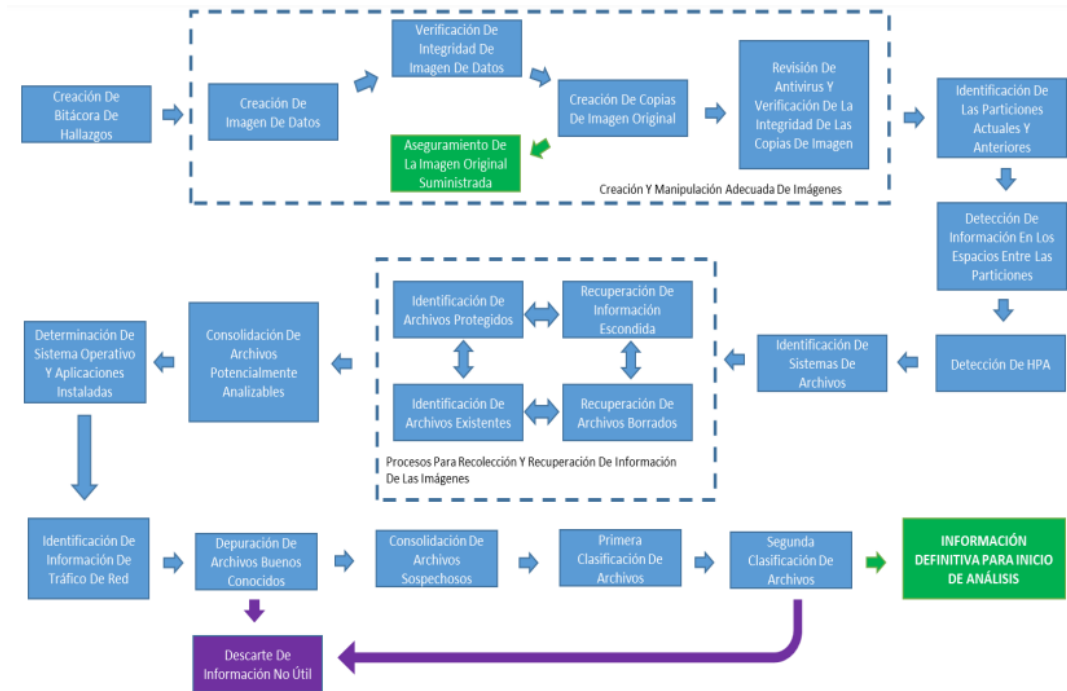 Creación De
Bitácora De
Hallazgos
Creación De
Imagen De Datos
Verificación De
Integridad De
Imagen De Datos
Creación De Copias
De Imagen Original
Aseguramiento De
La Imagen Original
Suministrada
Revisión De
Antivirus Y
Verificación De La
Integridad De Las
Copias De Imagen
Creación Y Manipulación Adecuada De Imágenes
Identificación De
Las Particiones
Actuales Y
Anteriores
Detección De
Información En Los
Espacios Entre Las
Particiones
Detección De HPA
Identificación De
Sistemas De
Archivos
Identificación De
Archivos Protegidos
Recuperación De
Información
Escondida
Identificación De
Archivos Existentes
Recuperación De
Archivos Borrados
Procesos Para Recolección Y Recuperación De Información
De Las Imágenes
Consolidación De
Archivos
Potencialmente
Analizables
Determinación De
Sistema Operativo
Y Aplicaciones
Instaladas
Identificación De
Información De
Tráfico De Red
Depuración De
Archivos Buenos
Conocidos
Consolidación De
Archivos
Sospechosos
Primera
Clasificación De
Archivos
Segunda
Clasificación De
Archivos
INFORMACIÓN
DEFINITIVA PARA INICIO
DE ANÁLISIS
Descarte De
Información No Útil